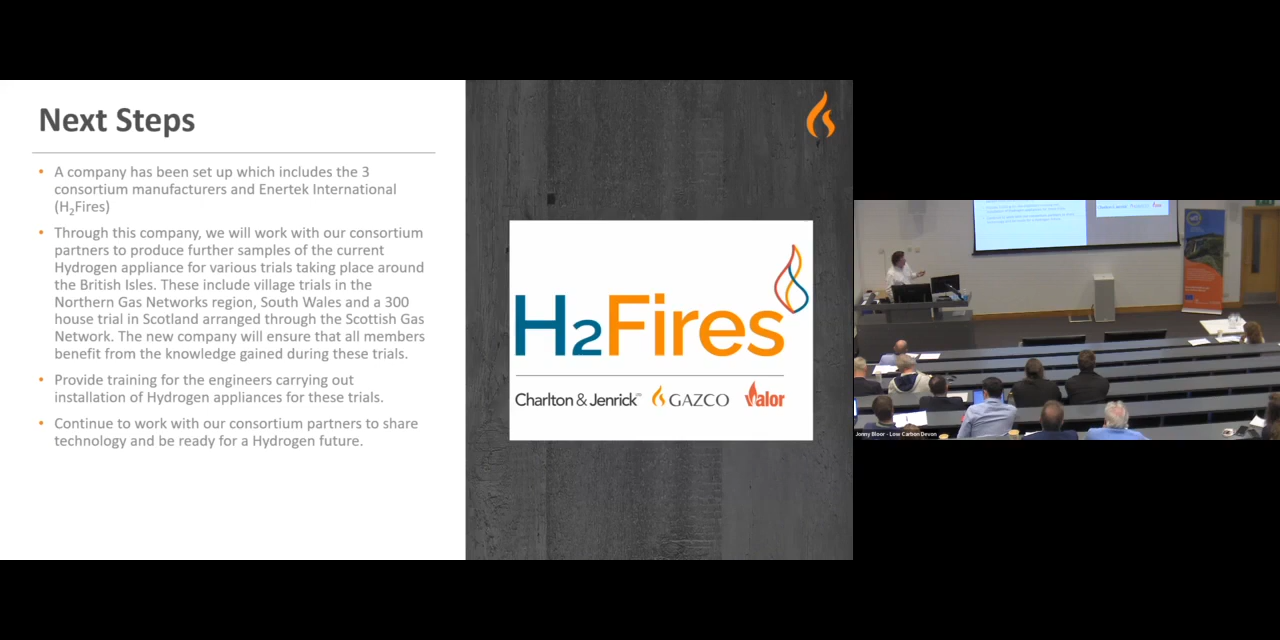 Next Steps
• A company has been set up which includes the 3
consortium manufacturers and Enertek International
(H₂Fires)
• Through this company, we will work with our consortium
partners to produce further samples of the current
Hydrogen appliance for various trials taking place around
the British Isles. These include village trials in the
Northern Gas Networks region, South Wales and a 300
house trial in Scotland arranged through the Scottish Gas
Network. The new company will ensure that all members
benefit from the knowledge gained during these trials.
• Provide training for the engineers carrying out
installation of Hydrogen appliances for these trials.
• Continue to work with our consortium partners to share
technology and be ready for a Hydrogen future.
H2Fires
Charlton & Jenrick™ GAZCO Valor
Jonny Bloor - Low Carbon Devon